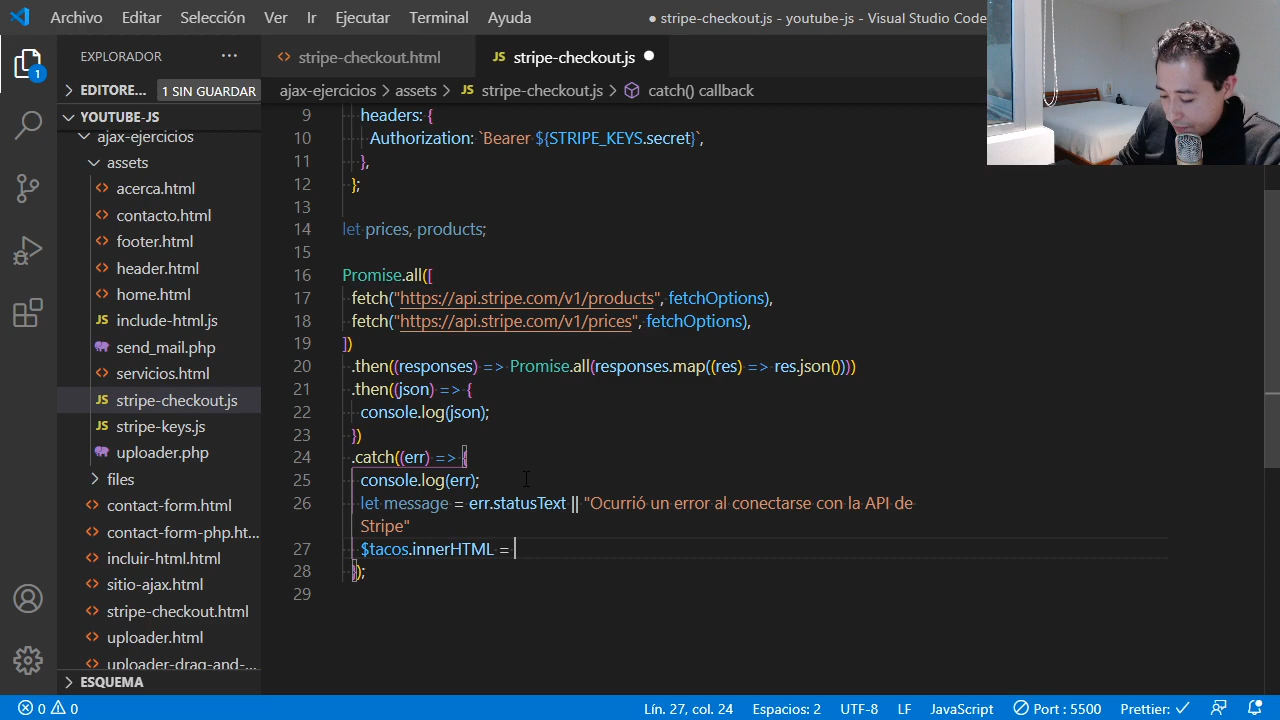 Archivo Editar Selección Ver Ir Ejecutar Terminal Ayuda
● stripe-checkout.js - youtube-js - Visual Studio Code
EXPLORADOR ···
EDITORE... 1 SIN GUARDAR
YOUTUBE-JS
ajax-ejercicios
assets
acerca.html
contacto.html
footer.html
header.html
home.html
JS include-html.js
send_mail.php
servicios.html
JS stripe-checkout.js
JS stripe-keys.js
uploader.php
files
contact-form.html
contact-form-php.ht...
incluir-html.html
sitio-ajax.html
stripe-checkout.html
uploader.html
uploader-drag-and-...
ESQUEMA
1
stripe-checkout.html
JS stripe-checkout.js ●
ajax-ejercicios > assets > JS stripe-checkout.js > catch() callback
9 headers: {
10 Authorization: `Bearer ${STRIPE_KEYS.secret}`,
11 },
12 };
13
14 let prices, products;
15
16 Promise.all([
17 fetch("https://api.stripe.com/v1/products", fetchOptions),
18 fetch("https://api.stripe.com/v1/prices", fetchOptions),
19 ])
20 .then((responses) => Promise.all(responses.map((res) => res.json())))
21 .then((json) => {
22 console.log(json);
23 })
24 .catch((err) => {
25 console.log(err);
26 let message = err.statusText || "Ocurrió un error al conectarse con la API de
Stripe"
27 $tacos.innerHTML =
28 });
29
0 0
Lín. 27, col. 24 Espacios: 2 UTF-8 LF JavaScript Port : 5500 Prettier: ✓